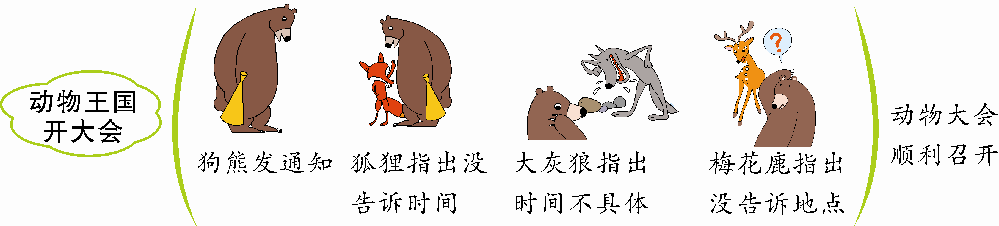 动物王国
开大会
狗熊发通知
狐狸指出没
告诉时间
大灰狼指出
时间不具体
?
梅花鹿指出
没告诉地点
动物大会
顺利召开